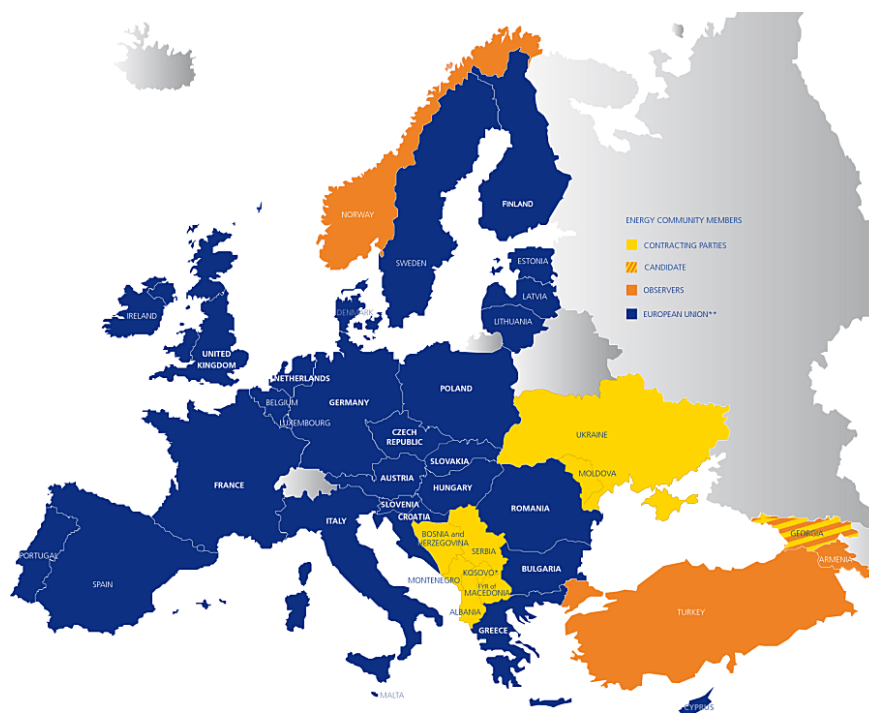 NORWAY
FINLAND
SWEDEN
ENERGY COMMUNITY MEMBERS
CONTRACTING PARTIES
CANDIDATE
OBSERVERS
EUROPEAN UNION**
ESTONIA
LATVIA
LITHUANIA
DENMARK
IRELAND
UNITED
KINGDOM
NETHERLANDS
BELGIUM
LUXEMBOURG
GERMANY
POLAND
CZECH
REPUBLIC
UKRAINE
SLOVAKIA
MOLDOVA
AUSTRIA
HUNGARY
FRANCE
SLOVENIA
CROATIA
ROMANIA
ITALY
BOSNIA and
HERZEGOVINA
SERBIA
GEORGIA
ARMENIA
PORTUGAL
SPAIN
MONTENEGRO
KOSOVO*
FYR of
MACEDONIA
BULGARIA
ALBANIA
GREECE
TURKEY
MALTA
CYPRUS